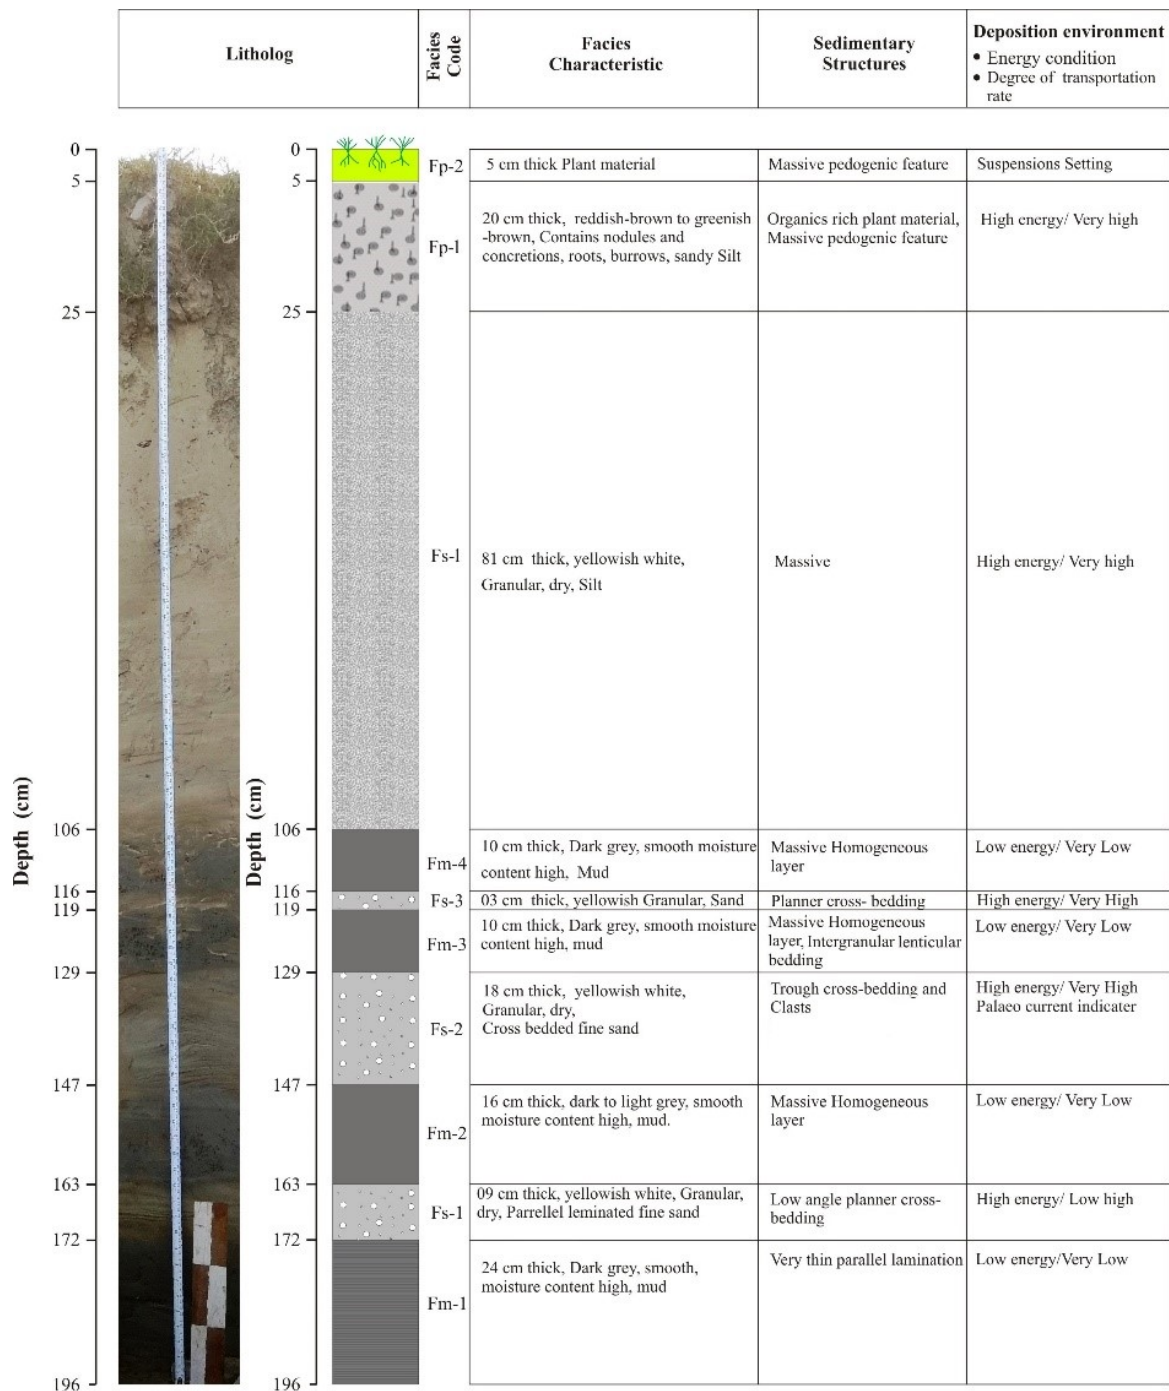 Litholog
Facies
Code
Facies
Characteristic
Sedimentary
Structures
Deposition environment
• Energy condition
• Degree of transportation
rate
Depth (cm)
0
5
25
106
116
119
129
147
163
172
196
Depth (cm)
0
5
25
106
116
119
129
147
163
172
196
Fp-2
5 cm thick Plant material
Massive pedogenic feature
Suspensions Setting
Fp-1
20 cm thick, reddish-brown to greenish
-brown, Contains nodules and
concretions, roots, burrows, sandy Silt
Organics rich plant material,
Massive pedogenic feature
High energy/ Very high
Fs-l
81 cm thick, yellowish white,
Granular, dry, Silt
Massive
High energy/ Very high
Fm-4
10 cm thick, Dark grey, smooth moisture
content high, Mud
Massive Homogeneous
layer
Low energy/ Very Low
Fs-3
03 cm thick, yellowish Granular, Sand
Planner cross- bedding
High energy/ Very High
Fm-3
10 cm thick, Dark grey, smooth moisture
content high, mud
Massive Homogeneous
layer, Intergranular lenticular
bedding
Low energy/ Very Low
Fs-2
18 cm thick, yellowish white,
Granular, dry,
Cross bedded fine sand
Trough cross-bedding and
Clasts
High energy/ Very High
Palaeo current indicater
Fm-2
16 cm thick, dark to light grey, smooth
moisture content high, mud.
Massive Homogeneous
layer
Low energy/ Very Low
Fs-1
09 cm thick, yellowish white, Granular,
dry, Parrellel leminated fine sand
Low angle planner cross-
bedding
High energy/ Low high
Fm-1
24 cm thick, Dark grey, smooth,
moisture content high, mud
Very thin parallel lamination
Low energy/Very Low